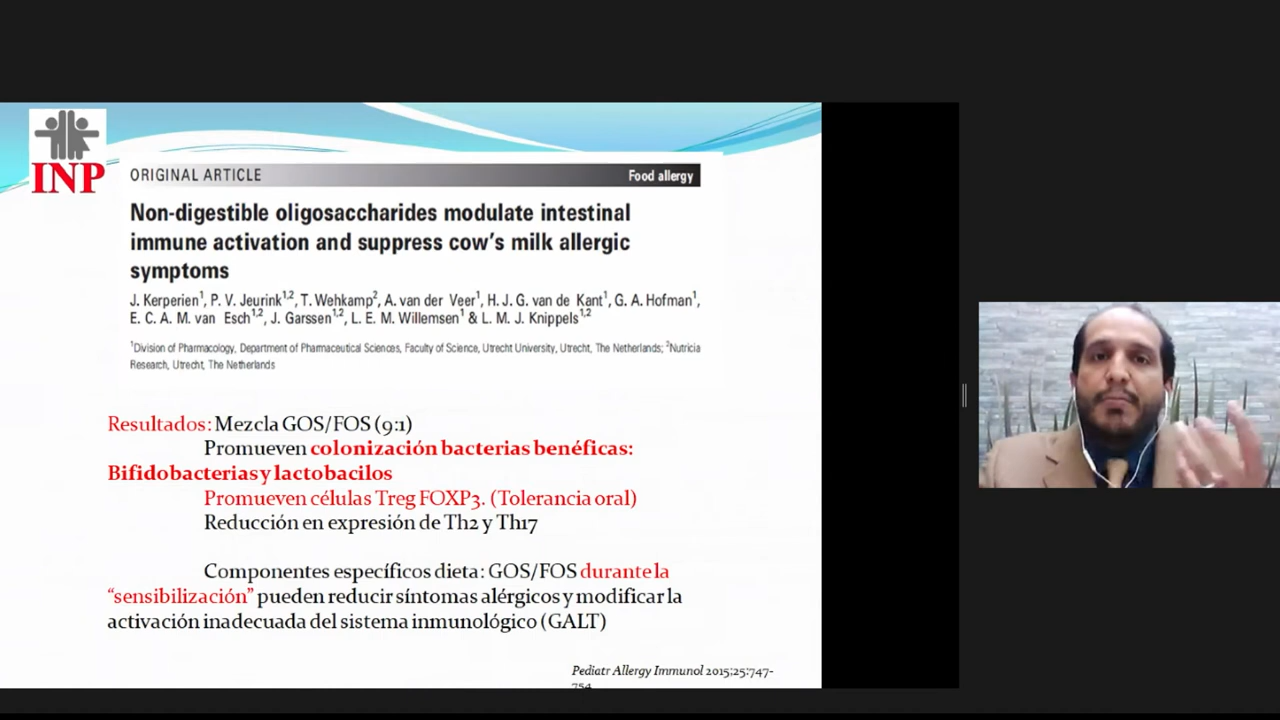 INP
ORIGINAL ARTICLE
Food allergy
Non-digestible oligosaccharides modulate intestinal
immune activation and suppress cow's milk allergic
symptoms
J. Kerperien1, P. V. Jeurink1,2, T. Wehkamp2, A. van der Veer1, H. J. G. van de Kant1, G. A. Hofman1,
E. C. A. M. van Esch1,2, J. Garssen1,2, L. E. M. Willemsen1 & L. M. J. Knippels1,2
1Division of Pharmacology, Department of Pharmaceutical Sciences, Faculty of Science, Utrecht University, Utrecht, The Netherlands; 2Nutricia
Research, Utrecht, The Netherlands
Resultados: Mezcla GOS/FOS (9:1)
Promueven colonización bacterias benéficas:
Bifidobacterias y lactobacilos
Promueven células Treg FOXP3. (Tolerancia oral)
Reducción en expresión de Th2 y Th17
Componentes específicos dieta: GOS/FOS durante la
“sensibilización” pueden reducir síntomas alérgicos y modificar la
activación inadecuada del sistema inmunológico (GALT)
Pediatr Allergy Immunol 2015;25:747-
754